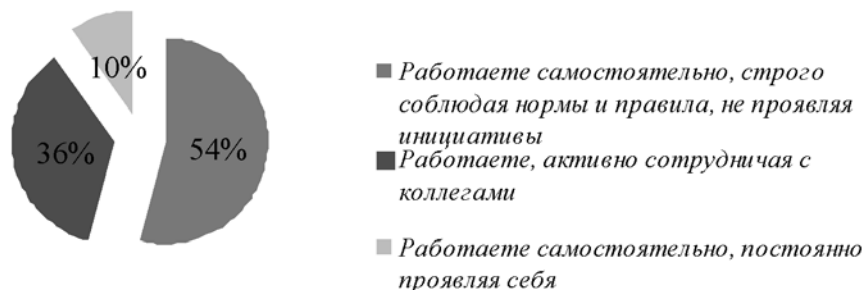 10%
36%
54%
Работаете самостоятельно, строго
соблюдая нормы и правила, не проявляя
инициативы
Работаете, активно сотрудничая с
коллегами
Работаете самостоятельно, постоянно
проявляя себя